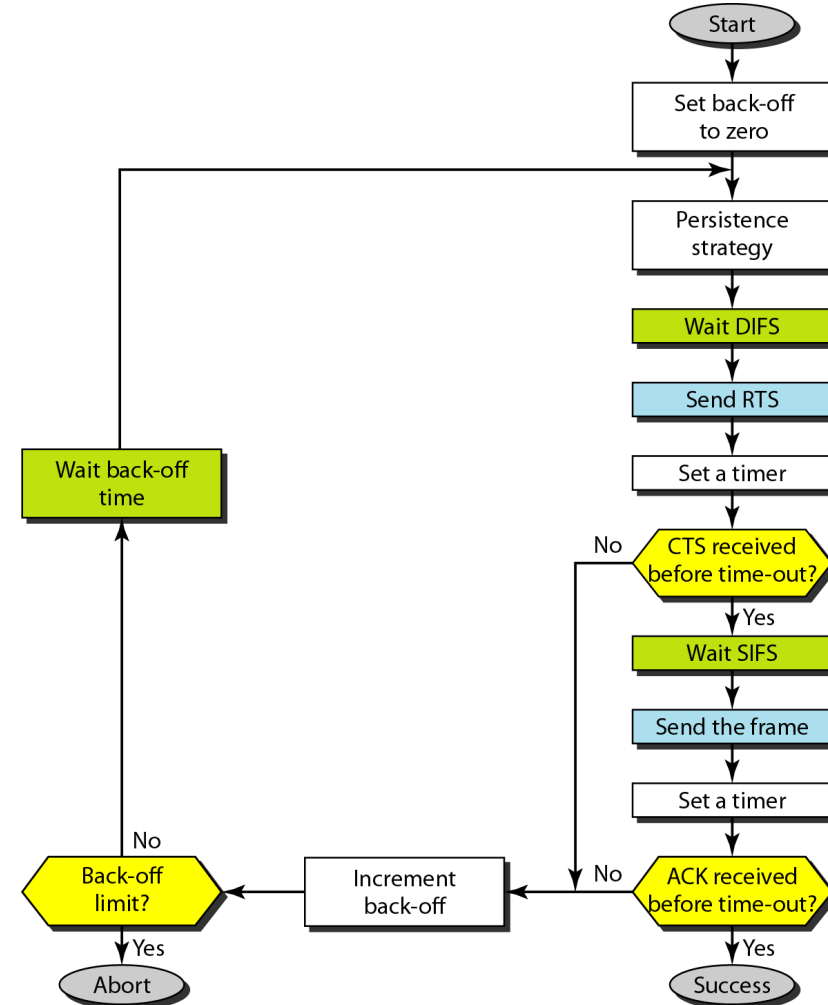 Start
Set back-off
to zero
Persistence
strategy
Wait DIFS
Send RTS
Wait back-off
time
Set a timer
No
CTS received
before time-out?
Yes
Wait SIFS
Send the frame
Set a timer
No
Back-off
limit?
Increment
back-off
No
ACK received
before time-out?
Yes
Yes
Abort
Success